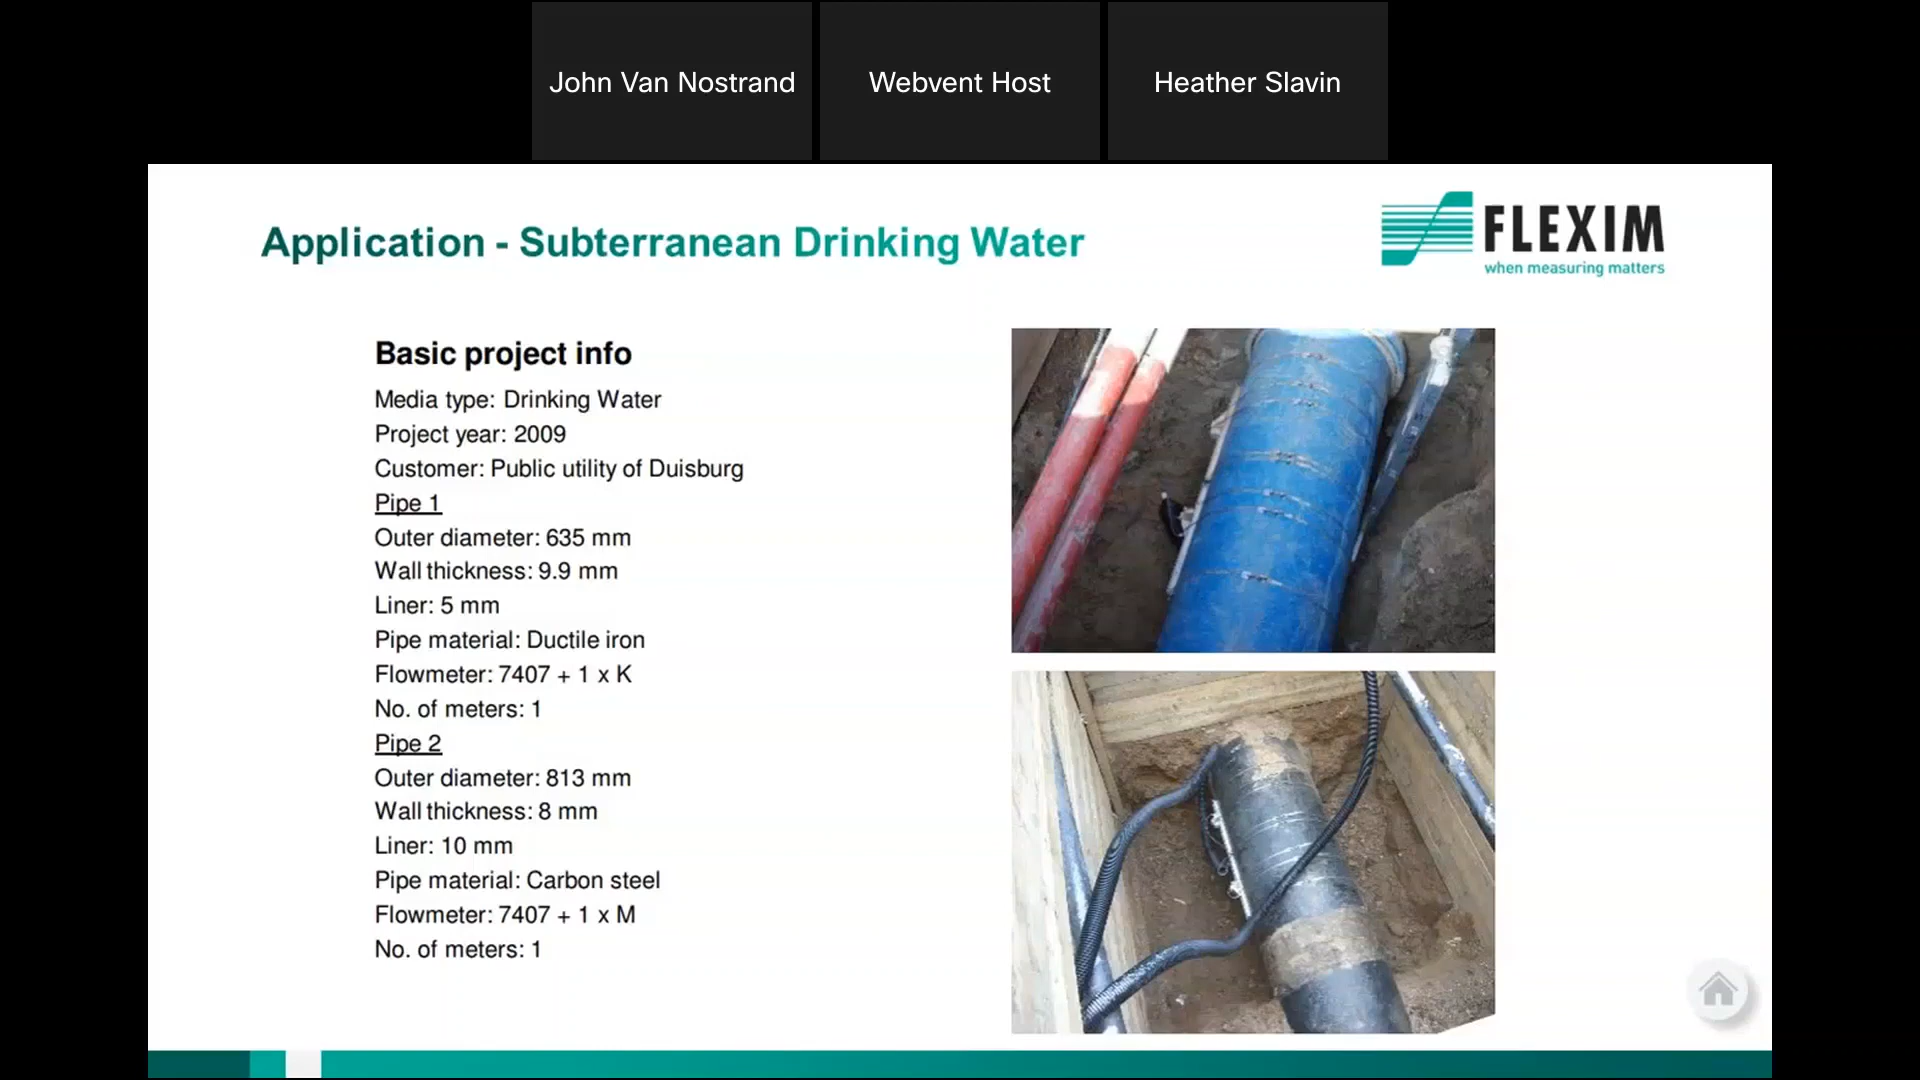 John Van Nostrand
Webvent Host
Heather Slavin
Application - Subterranean Drinking Water
FLEXIM
when measuring matters
Basic project info
Media type: Drinking Water
Project year: 2009
Customer: Public utility of Duisburg
Pipe 1
Outer diameter: 635 mm
Wall thickness: 9.9 mm
Liner: 5 mm
Pipe material: Ductile iron
Flowmeter: 7407 + 1 x K
No. of meters: 1
Pipe 2
Outer diameter: 813 mm
Wall thickness: 8 mm
Liner: 10 mm
Pipe material: Carbon steel
Flowmeter: 7407 + 1 x M
No. of meters: 1